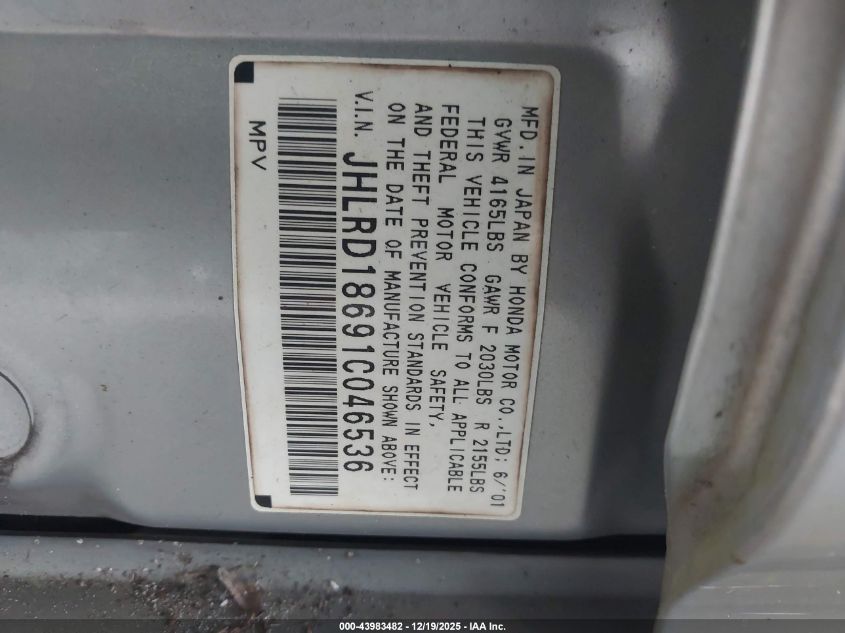 MFD. IN JAPAN BY HONDA MOTOR CO.,LTD; 6/'01
GVWR 4165LBS GAWR F 2030LBS R 2155LBS
THIS VEHICLE CONFORMS TO ALL APPLICABLE
FEDERAL MOTOR VEHICLE SAFETY,
AND THEFT PREVENTION STANDARDS IN EFFECT
ON THE DATE OF MANUFACTURE SHOWN ABOVE:
V.I.N. JHLRD18691C046536
MPV
000-43983482 - 12/19/2025 - IAA Inc.